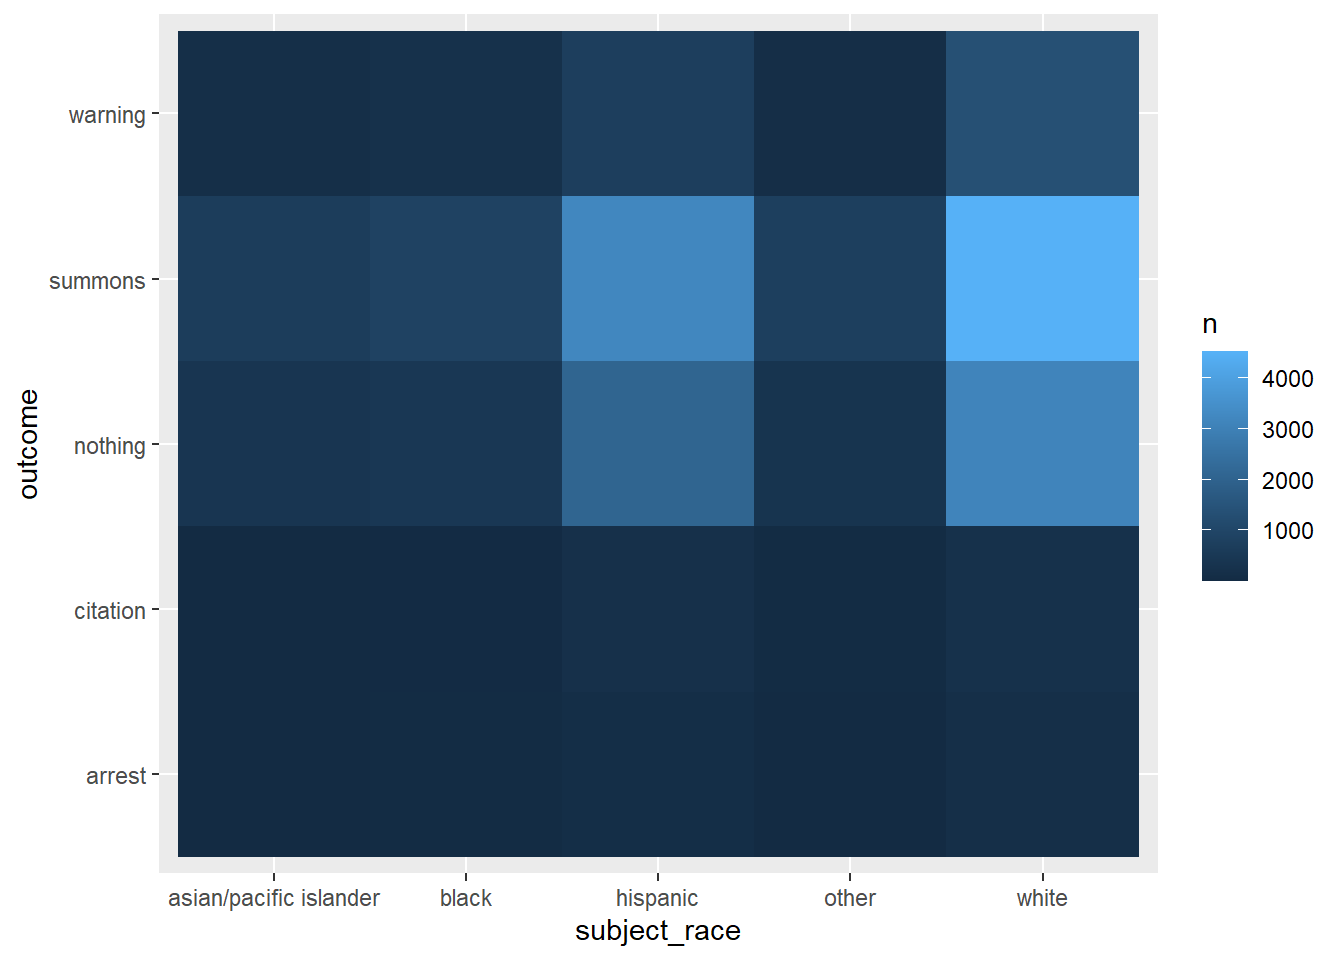 warning
summons
nothing
citation
arrest
outcome
asian/pacific islander black hispanic other white
subject_race
n
4000
3000
2000
1000